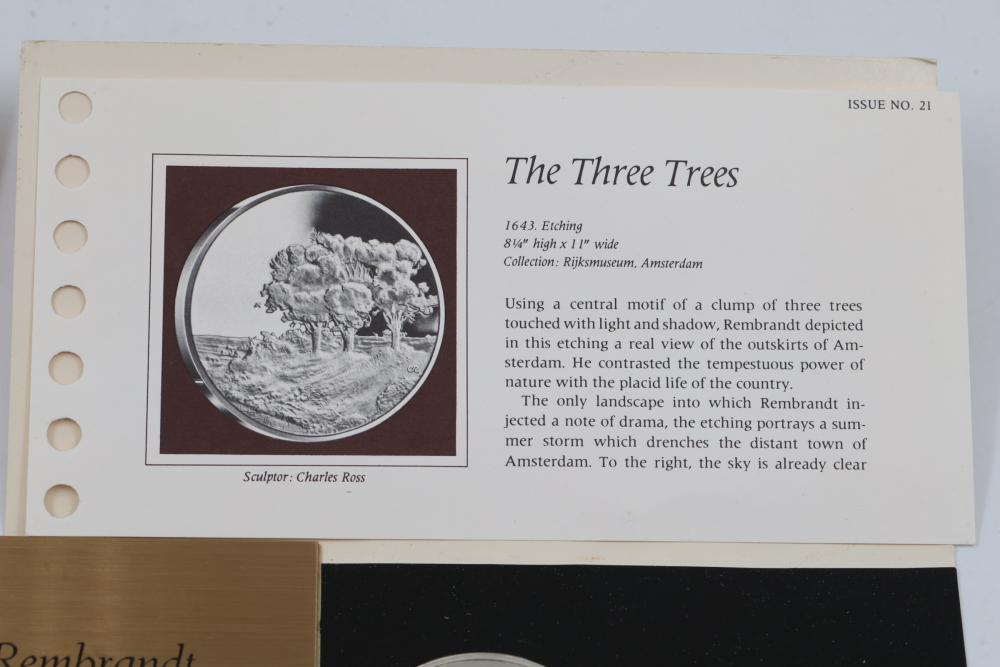 ISSUE NO. 21
The Three Trees
1643. Etching
8¼" high x 11" wide
Collection: Rijksmuseum, Amsterdam
Using a central motif of a clump of three trees
touched with light and shadow, Rembrandt depicted
in this etching a real view of the outskirts of Am-
sterdam. He contrasted the tempestuous power of
nature with the placid life of the country.
The only landscape into which Rembrandt in-
jected a note of drama, the etching portrays a sum-
mer storm which drenches the distant town of
Amsterdam. To the right, the sky is already clear
Sculptor: Charles Ross
Rembrandt